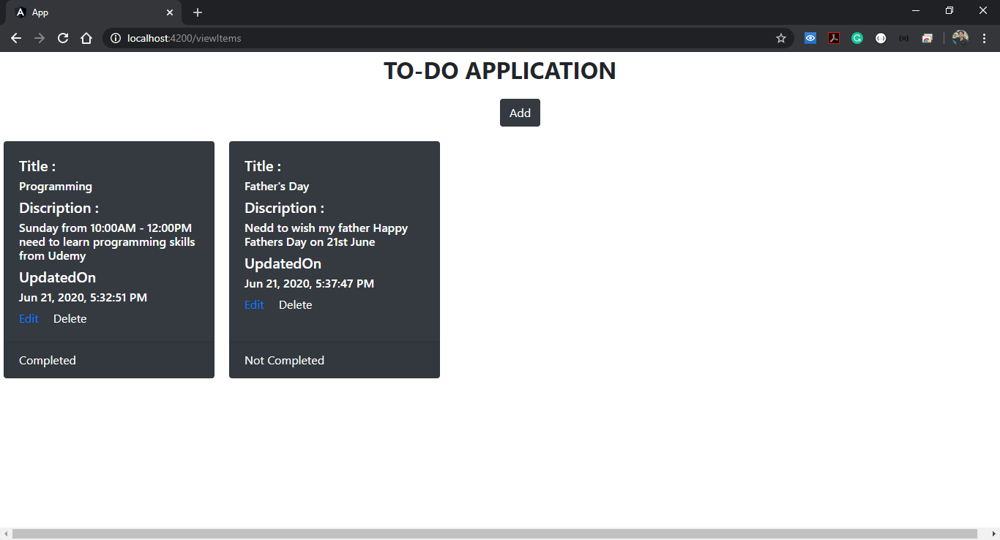 App
localhost:4200/viewItems
TO-DO APPLICATION
Add
Title :
Programming
Discription :
Sunday from 10:00AM - 12:00PM
need to learn programming skills
from Udemy
UpdatedOn
Jun 21, 2020, 5:32:51 PM
Edit Delete
Completed
Title :
Father's Day
Discription :
Nedd to wish my father Happy
Fathers Day on 21st June
UpdatedOn
Jun 21, 2020, 5:37:47 PM
Edit Delete
Not Completed